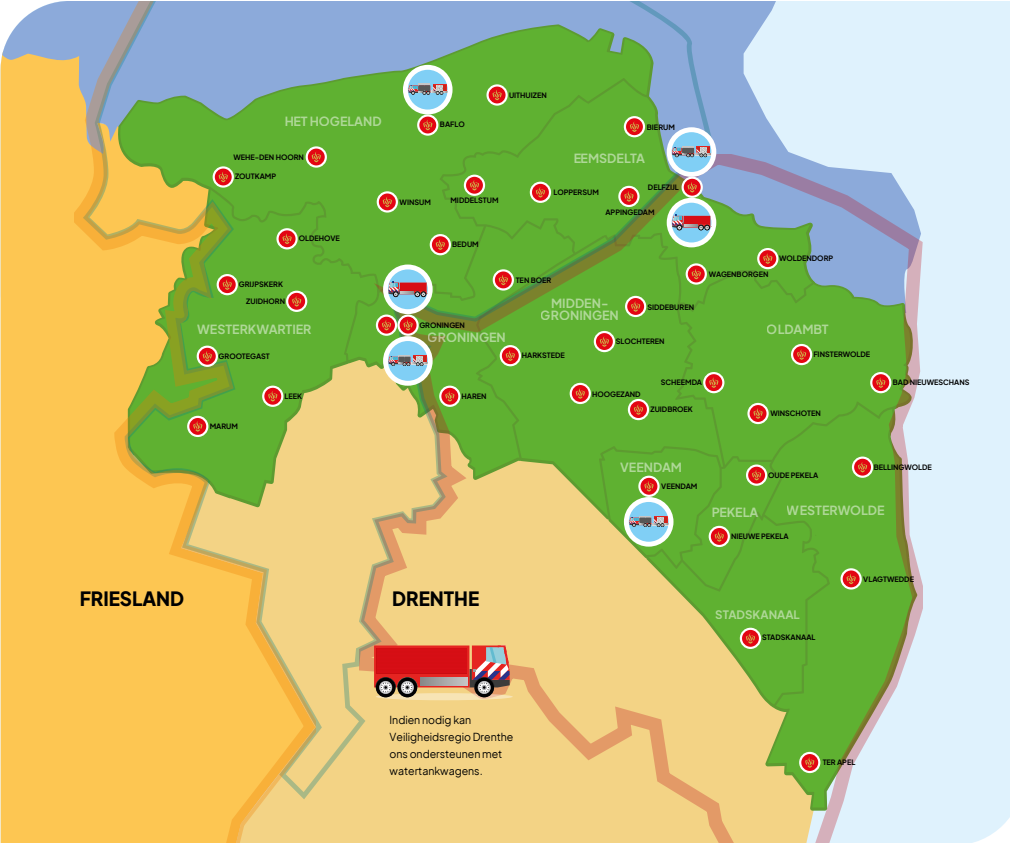 UITHUIZEN
HET HOGELAND
BAFLO
BIERUM
WEHE-DEN HOORN
EEMSDELTA
ZOUTKAMP
DELFZIJL
LOPPERSUM
MIDDELSTUM
WINSUM
APPINGEDAM
OLDEHOVE
BEDUM
WOLDENDORP
WAGENBORGEN
TEN BOER
GRIJPSKERK
ZUIDHORN
MIDDEN-
GRONINGEN
SIDDEBUREN
GRONINGEN
WESTERKWARTIER
OLDAMBT
GRONINGEN
SLOCHTEREN
GROOTEGAST
HARKSTEDE
FINSTERWOLDE
SCHEEMDA
BAD NIEUWESCHANS
LEEK
HAREN
HOOGEZAND
ZUIDBROEK
WINSCHOTEN
MARUM
VEENDAM
BELLINGWOLDE
OUDE PEKELA
VEENDAM
PEKELA
WESTERWOLDE
NIEUWE PEKELA
VLAGTWEDDE
FRIESLAND
DRENTHE
STADSKANAAL
STADSKANAAL
Indien nodig kan
Veiligheidsregio Drenthe
ons ondersteunen met
watertankwagens.
TER APEL